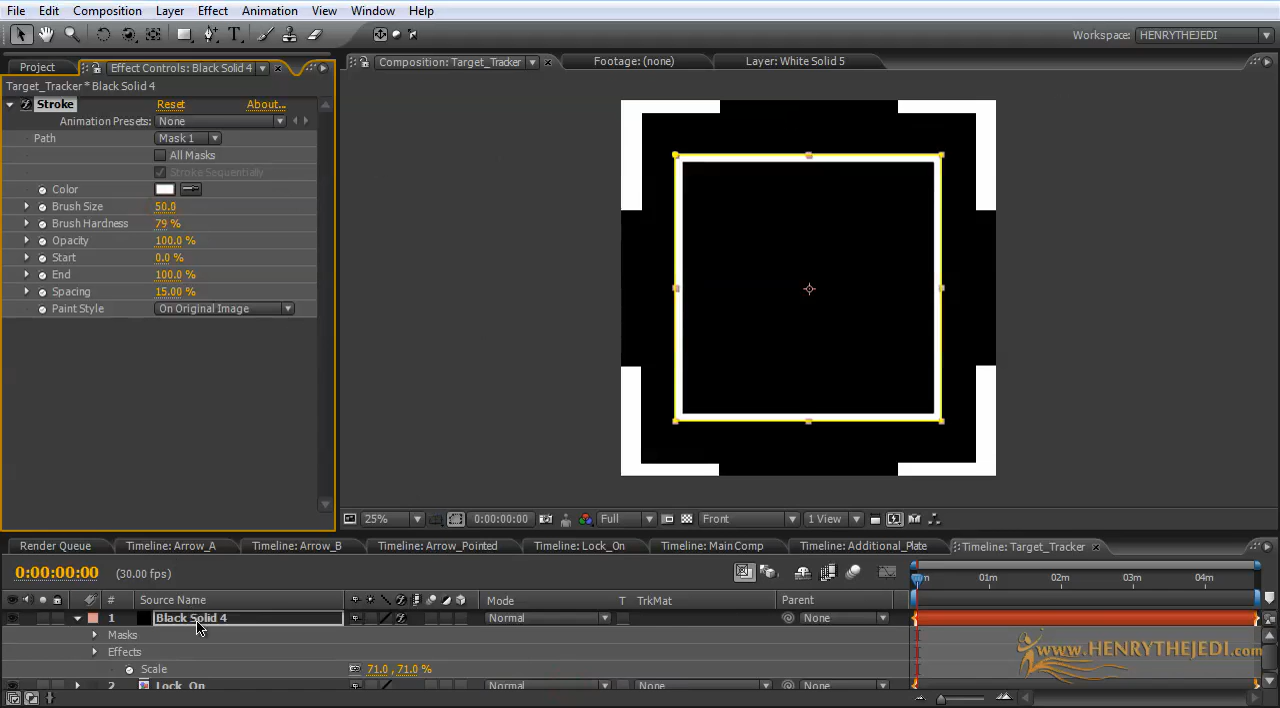 File Edit Composition Layer Effect Animation View Window Help
T Workspace: HENRYTHEJEDI
Project Effect Controls: Black Solid 4
Composition: Target_Tracker Footage: (none) Layer: White Solid 5
Target_Tracker * Black Solid 4
Stroke Reset About...
Animation Presets: None
Path Mask 1
All Masks
Stroke Sequentially
Color
Brush Size 50.0
Brush Hardness 79 %
Opacity 100.0 %
Start 0.0 %
End 100.0 %
Spacing 15.00 %
Paint Style On Original Image
25% 0:00:00:00 Full Front 1 View
Render Queue Timeline: Arrow_A Timeline: Arrow_B Timeline: Arrow_Pointed Timeline: Lock_On Timeline: Main Comp Timeline: Additional_Plate Timeline: Target_Tracker
0:00:00:00 (30.00 fps)
01m 02m 03m 04m
# Source Name Mode T TrkMat Parent
1 Black Solid 4 Normal None
Masks
Effects
Scale 71.0, 71.0 %
2 Lock_On Normal None None
www.HENRYTHEJEDI.com